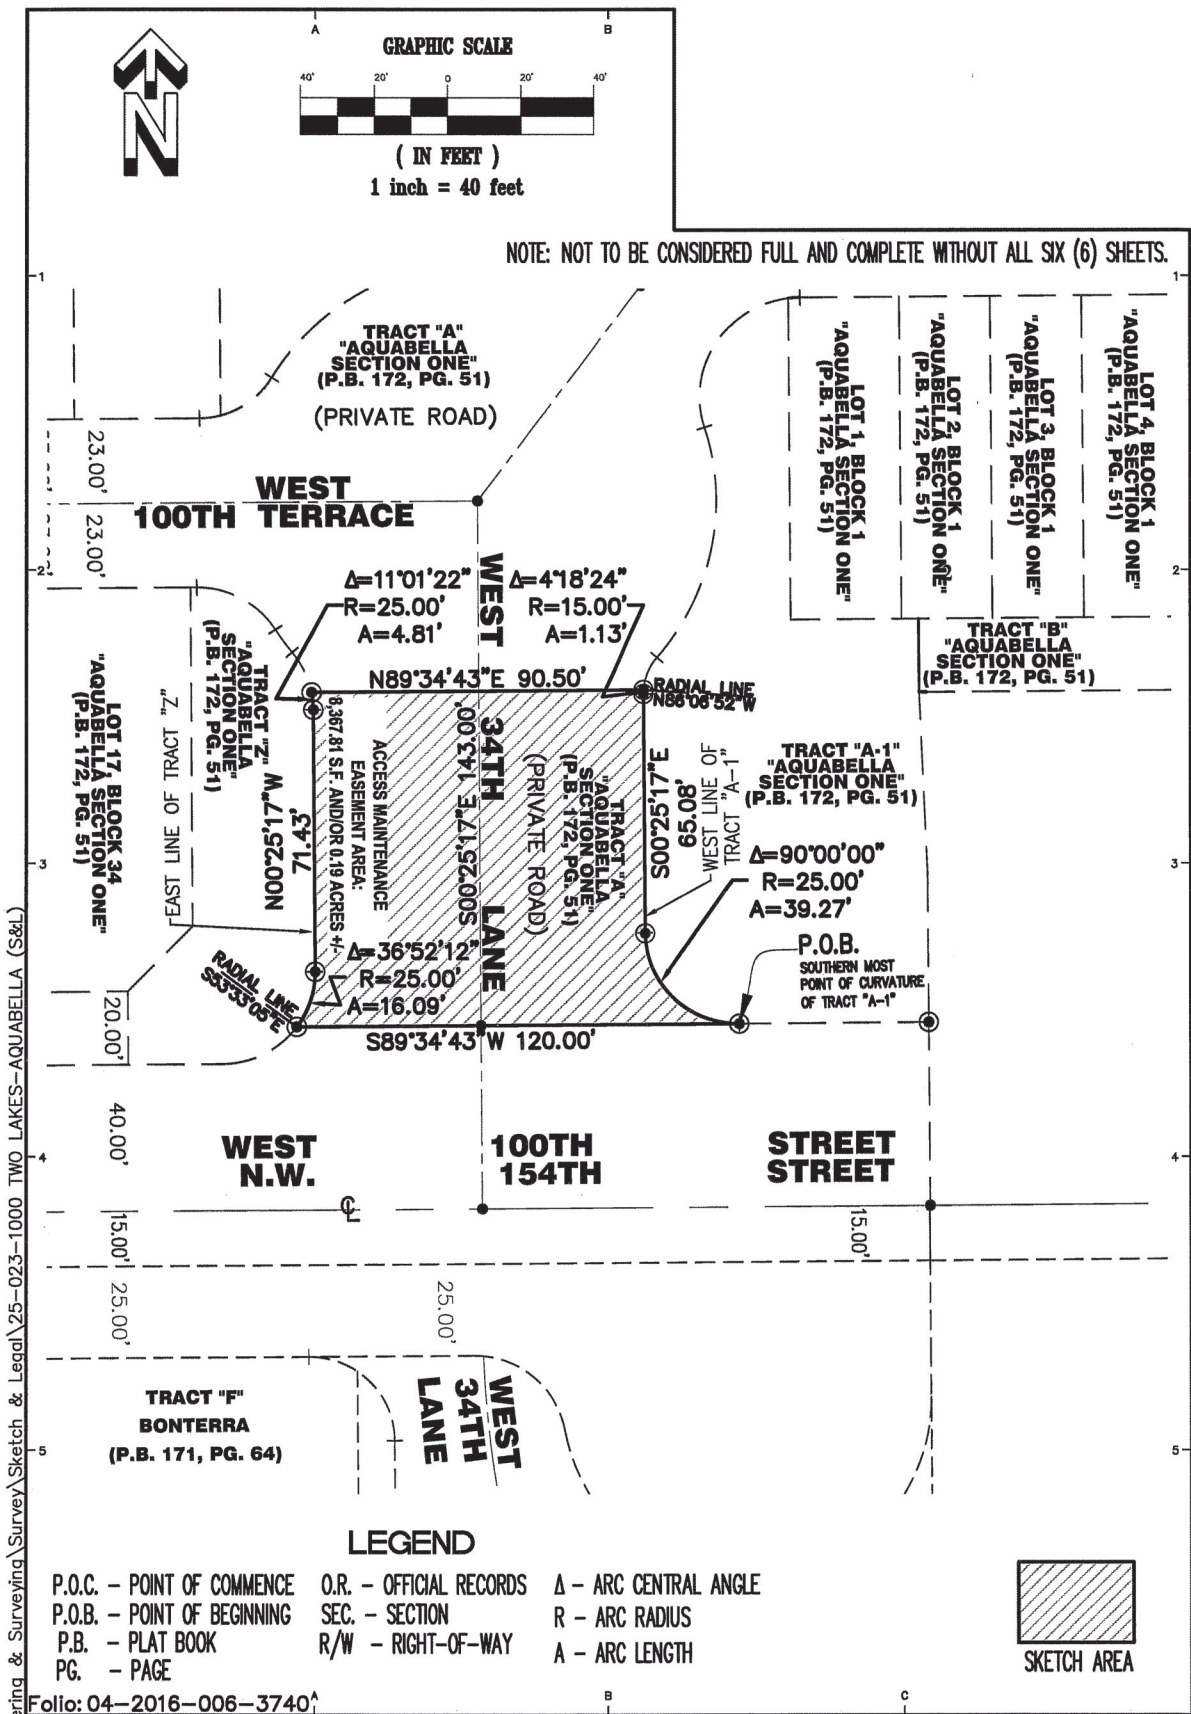 A
B
GRAPHIC SCALE
40' 20' 0 20' 40'
( IN FEET )
1 inch = 40 feet
N
NOTE: NOT TO BE CONSIDERED FULL AND COMPLETE WITHOUT ALL SIX (6) SHEETS.
1
1
TRACT "A"
"AQUABELLA
SECTION ONE"
(P.B. 172, PG. 51)
(PRIVATE ROAD)
LOT 1, BLOCK 1
"AQUABELLA SECTION ONE"
(P.B. 172, PG. 51)
LOT 2, BLOCK 1
"AQUABELLA SECTION ONE"
(P.B. 172, PG. 51)
LOT 3, BLOCK 1
"AQUABELLA SECTION ONE"
(P.B. 172, PG. 51)
LOT 4, BLOCK 1
"AQUABELLA SECTION ONE"
(P.B. 172, PG. 51)
23.00'
23.00'
WEST
100TH TERRACE
2
2
Δ=11°01'22"
R=25.00'
A=4.81'
WEST 34TH LANE
Δ=4°18'24"
R=15.00'
A=1.13'
TRACT "B"
"AQUABELLA
SECTION ONE"
(P.B. 172, PG. 51)
N89°34'43"E 90.50'
RADIAL LINE
N86°06'52"W
LOT 17, BLOCK 34
"AQUABELLA SECTION ONE"
(P.B. 172, PG. 51)
TRACT "Z"
"AQUABELLA
SECTION ONE"
(P.B. 172, PG. 51)
EAST LINE OF TRACT "Z"
N00°25'17"W
71.43'
ACCESS MAINTENANCE
EASEMENT AREA:
8,367.81 S.F. AND/OR 0.19 ACRES +/-
S00°25'17"E 143.00'
(PRIVATE ROAD)
TRACT "A"
"AQUABELLA
SECTION ONE"
(P.B. 172, PG. 51)
S00°25'17"E
65.08'
WEST LINE OF
TRACT "A-1"
TRACT "A-1"
"AQUABELLA
SECTION ONE"
(P.B. 172, PG. 51)
3
3
Δ=90°00'00"
R=25.00'
A=39.27'
P.O.B.
SOUTHERN MOST
POINT OF CURVATURE
OF TRACT "A-1"
Δ=36°52'12"
R=25.00'
A=16.09'
RADIAL LINE
S53°33'05"E
20.00'
S89°34'43"W 120.00'
40.00'
WEST 100TH STREET
N.W. 154TH STREET
4
4
15.00'
15.00'
25.00'
25.00'
TRACT "F"
BONTERRA
(P.B. 171, PG. 64)
WEST
34TH
LANE
5
5
LEGEND
P.O.C. - POINT OF COMMENCE O.R. - OFFICIAL RECORDS Δ - ARC CENTRAL ANGLE
P.O.B. - POINT OF BEGINNING SEC. - SECTION R - ARC RADIUS
P.B. - PLAT BOOK R/W - RIGHT-OF-WAY A - ARC LENGTH
PG. - PAGE
SKETCH AREA
Folio: 04-2016-006-3740
A
B
C
& Surveying\Survey\Sketch & Legal\25-023-1000 TWO LAKES-AQUABELLA (S&L)